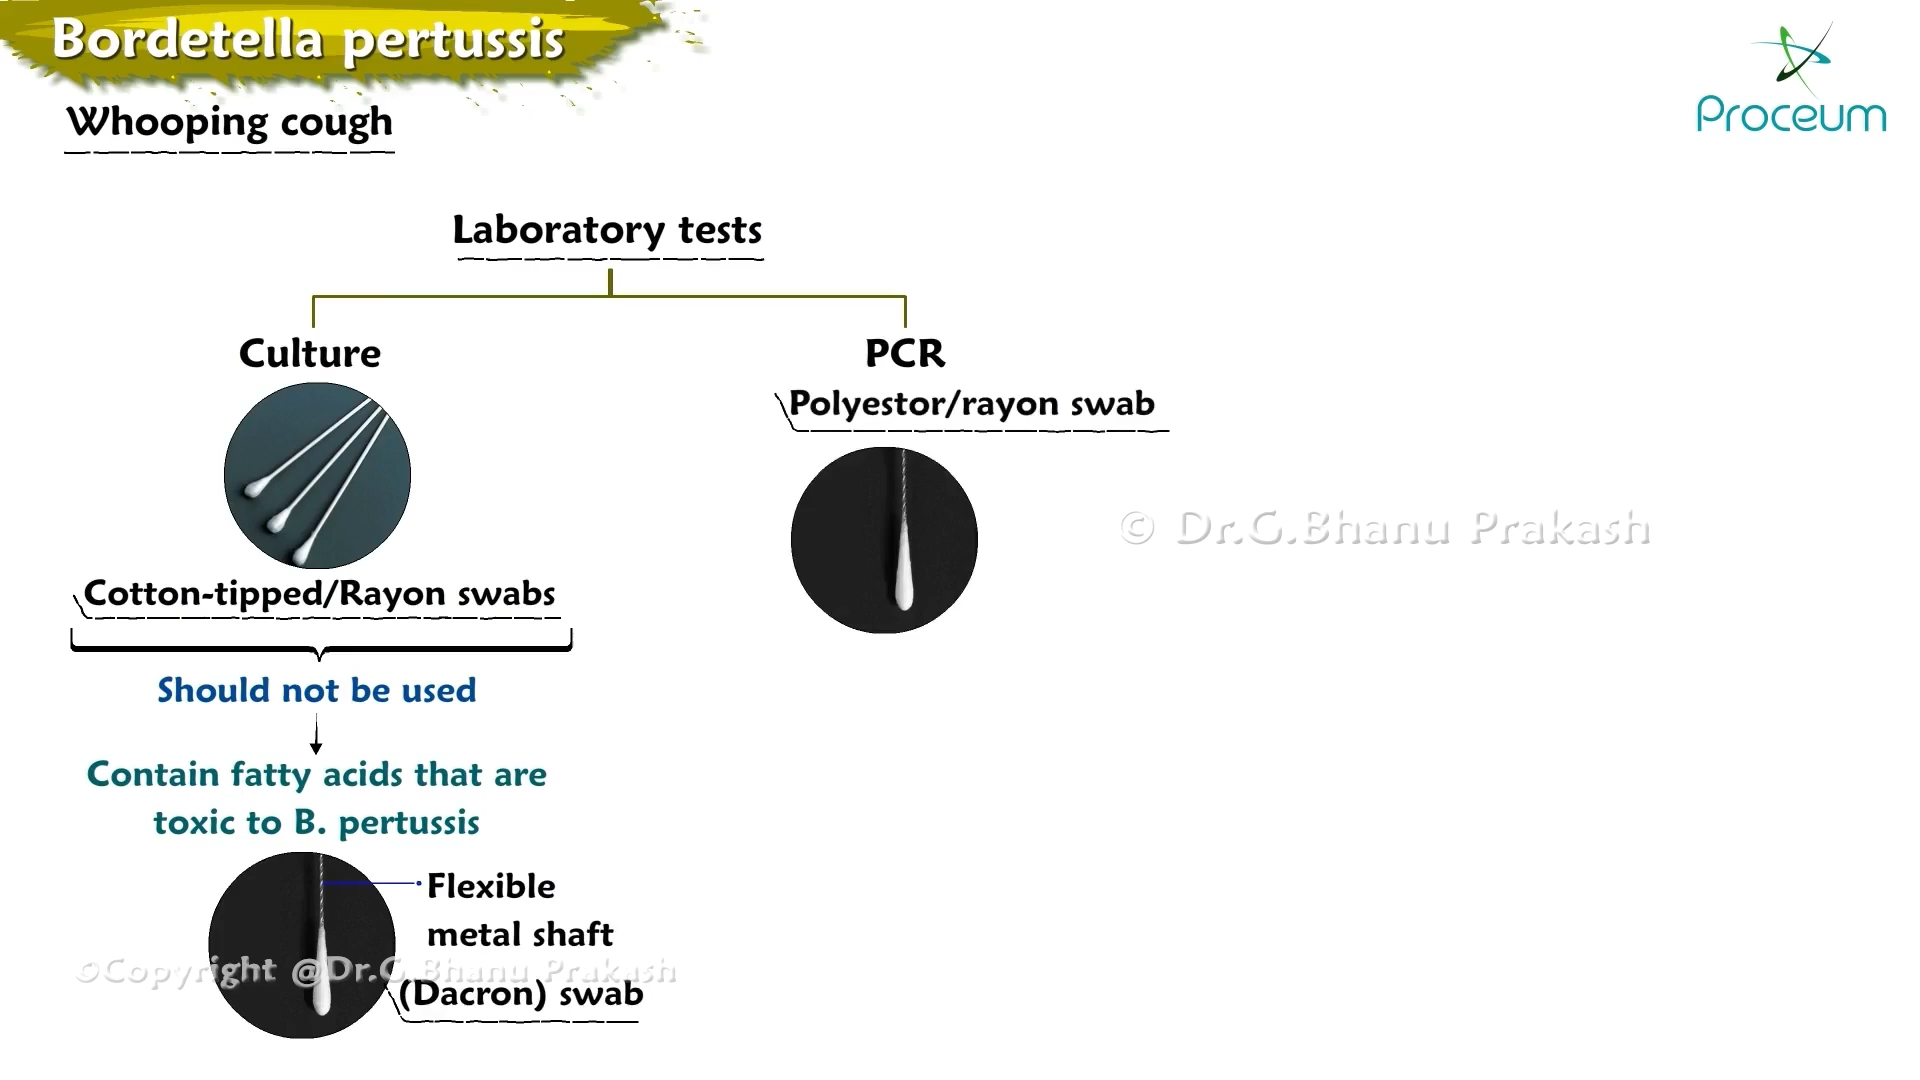 Bordetella pertussis
Proceum
Whooping cough
Laboratory tests
Culture
PCR
Polyestor/rayon swab
© Dr.G.Bhanu Prakash
Cotton-tipped/Rayon swabs
Should not be used
Contain fatty acids that are
toxic to B. pertussis
Flexible
metal shaft
©Copyright @Dr.G.Bhanu Prakash
(Dacron) swab